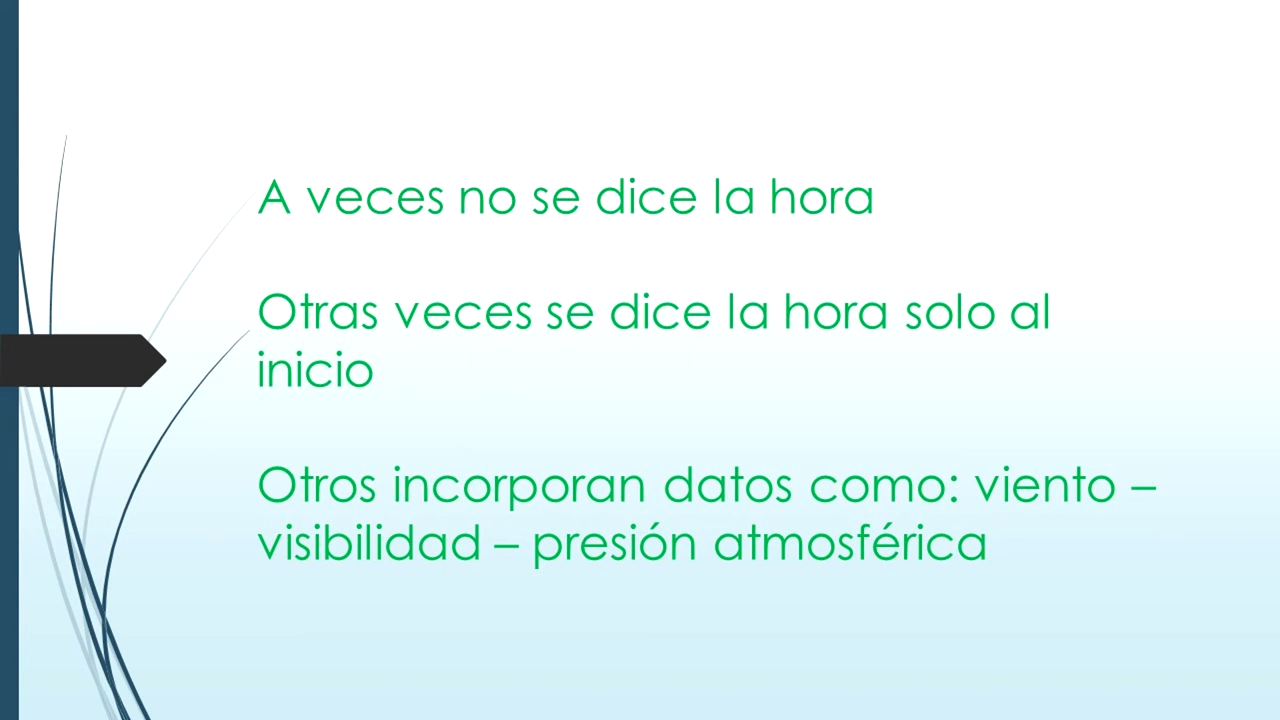 A veces no se dice la hora
Otras veces se dice la hora solo al
inicio
Otros incorporan datos como: viento –
visibilidad – presión atmosférica